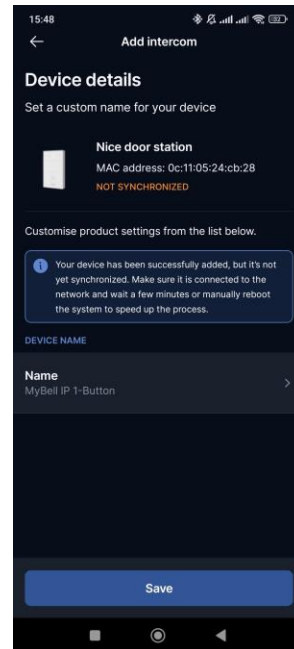 15:48
Add intercom
Device details
Set a custom name for your device
Nice door station
MAC address: 0c:11:05:24:cb:28
NOT SYNCHRONIZED
Customise product settings from the list below.
Your device has been successfully added, but it's not
yet synchronized. Make sure it is connected to the
network and wait a few minutes or manually reboot
the system to speed up the process.
DEVICE NAME
Name
MyBell IP 1-Button
Save